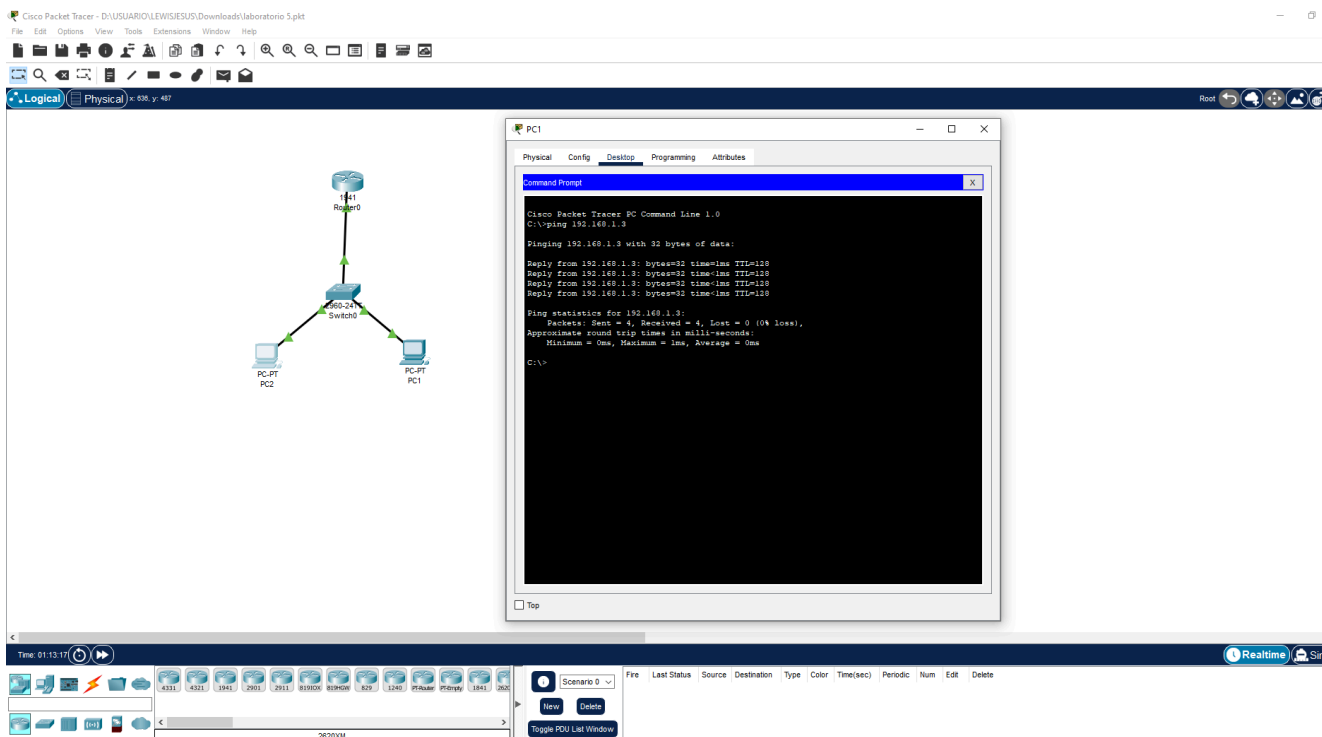 Cisco Packet Tracer - D:\USUARIO\LEWISJESUS\Downloads\laboratorio 5.pkt
File Edit Options View Tools Extensions Window Help
Logical Physical x: 636, y: 487 Root
PC1
Physical Config Desktop Programming Attributes
Command Prompt X
Cisco Packet Tracer PC Command Line 1.0
C:\>ping 192.168.1.3
Pinging 192.168.1.3 with 32 bytes of data:
Reply from 192.168.1.3: bytes=32 time=1ms TTL=128
Reply from 192.168.1.3: bytes=32 time<1ms TTL=128
Reply from 192.168.1.3: bytes=32 time<1ms TTL=128
Reply from 192.168.1.3: bytes=32 time<1ms TTL=128
Ping statistics for 192.168.1.3:
Packets: Sent = 4, Received = 4, Lost = 0 (0% loss),
Approximate round trip times in milli-seconds:
Minimum = 0ms, Maximum = 1ms, Average = 0ms
C:\>
Top
1941
Router0
Switch0
PC-PT
PC2
PC-PT
PC1
Time: 01:13:17 Realtime
4331 4321 1941 2901 2911 819IOX 819HGW 829 1240 PT-Router PT-Empty 1841
2620XM
Scenario 0
New Delete
Toggle PDU List Window
Fire Last Status Source Destination Type Color Time(sec) Periodic Num Edit Delete